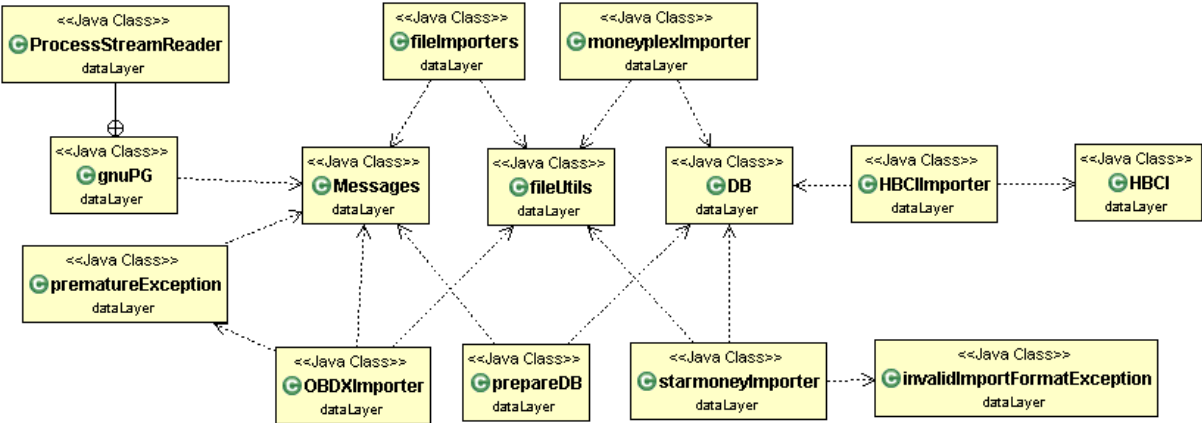 <<Java Class>>
ProcessStreamReader
dataLayer
<<Java Class>>
fileImporters
dataLayer
<<Java Class>>
moneyplexImporter
dataLayer
<<Java Class>>
gnuPG
dataLayer
<<Java Class>>
Messages
dataLayer
<<Java Class>>
fileUtils
dataLayer
<<Java Class>>
DB
dataLayer
<<Java Class>>
HBCIImporter
dataLayer
<<Java Class>>
HBCI
dataLayer
<<Java Class>>
prematureException
dataLayer
<<Java Class>>
OBDXImporter
dataLayer
<<Java Class>>
prepareDB
dataLayer
<<Java Class>>
starmoneyImporter
dataLayer
<<Java Class>>
invalidImportFormatException
dataLayer